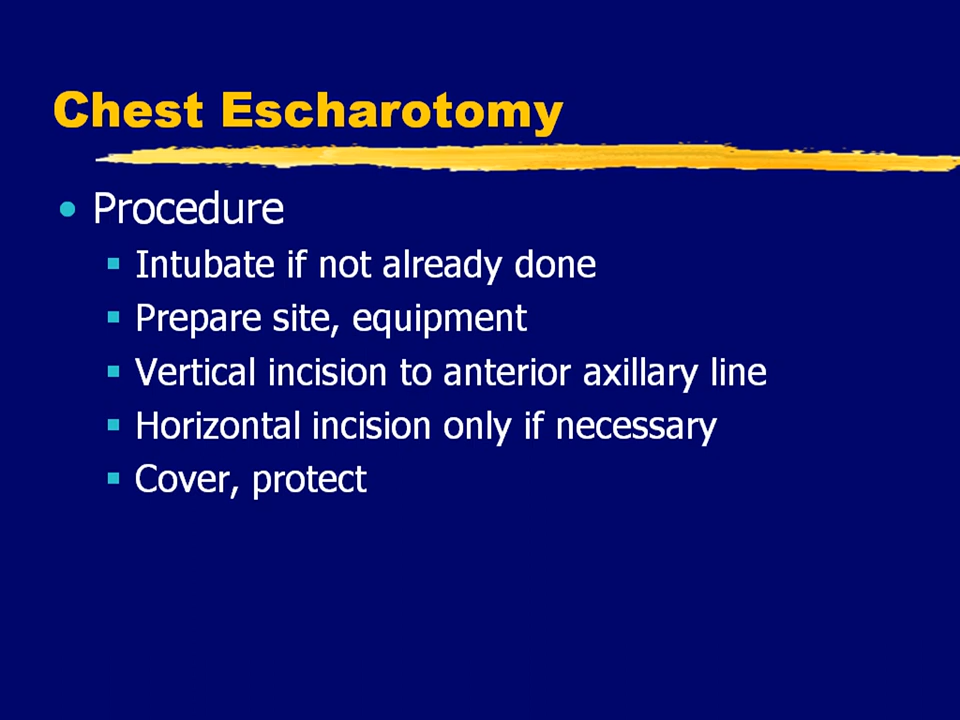 Chest Escharotomy
• Procedure
▪ Intubate if not already done
▪ Prepare site, equipment
▪ Vertical incision to anterior axillary line
▪ Horizontal incision only if necessary
▪ Cover, protect